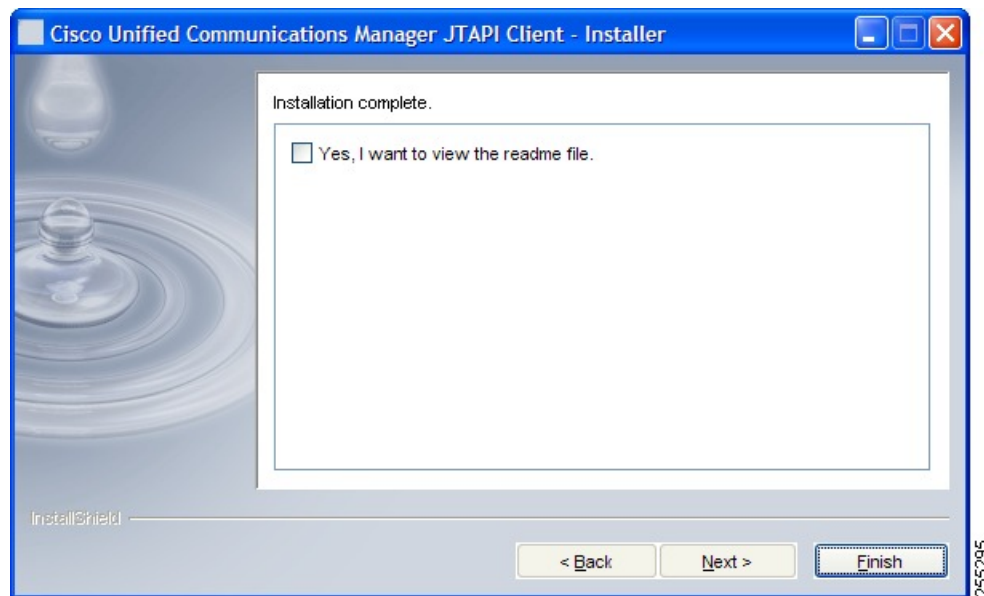 Cisco Unified Communications Manager JTAPI Client - Installer
Installation complete.
Yes, I want to view the readme file.
InstallShield
< Back
Next >
Finish
255295